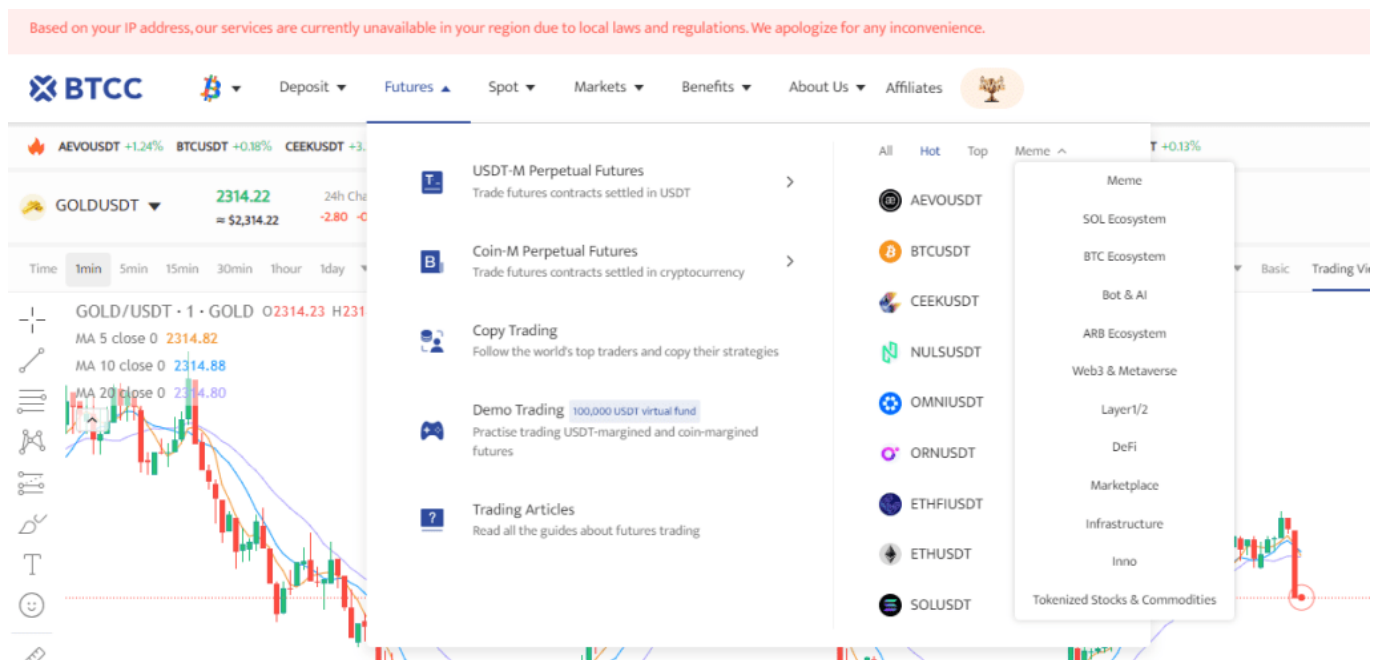 Based on your IP address, our services are currently unavailable in your region due to local laws and regulations. We apologize for any inconvenience.
BTCC
Deposit
Futures
Spot
Markets
Benefits
About Us
Affiliates
AEVOUSDT +1.24% BTCUSDT +0.18% CEEKUSDT +3.
T +0.13%
GOLDUSDT
2314.22
≈ $2,314.22
24h Cha
-2.80 -0
Time 1min 5min 15min 30min 1hour 1day
Basic
Trading Vi
GOLD/USDT · 1 · GOLD O2314.23 H231
MA 5 close 0 2314.82
MA 10 close 0 2314.88
MA 20 close 0 2314.80
USDT-M Perpetual Futures
Trade futures contracts settled in USDT
Coin-M Perpetual Futures
Trade futures contracts settled in cryptocurrency
Copy Trading
Follow the world's top traders and copy their strategies
Demo Trading 100,000 USDT virtual fund
Practise trading USDT-margined and coin-margined
futures
Trading Articles
Read all the guides about futures trading
All Hot Top Meme
AEVOUSDT
BTCUSDT
CEEKUSDT
NULSUSDT
OMNIUSDT
ORNUSDT
ETHFIUSDT
ETHUSDT
SOLUSDT
Meme
SOL Ecosystem
BTC Ecosystem
Bot & AI
ARB Ecosystem
Web3 & Metaverse
Layer1/2
DeFi
Marketplace
Infrastructure
Inno
Tokenized Stocks & Commodities